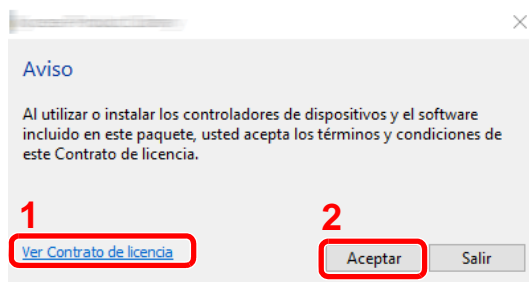 Aviso
Al utilizar o instalar los controladores de dispositivos y el software
incluido en este paquete, usted acepta los términos y condiciones de
este Contrato de licencia.
1
2
Ver Contrato de licencia
Aceptar
Salir